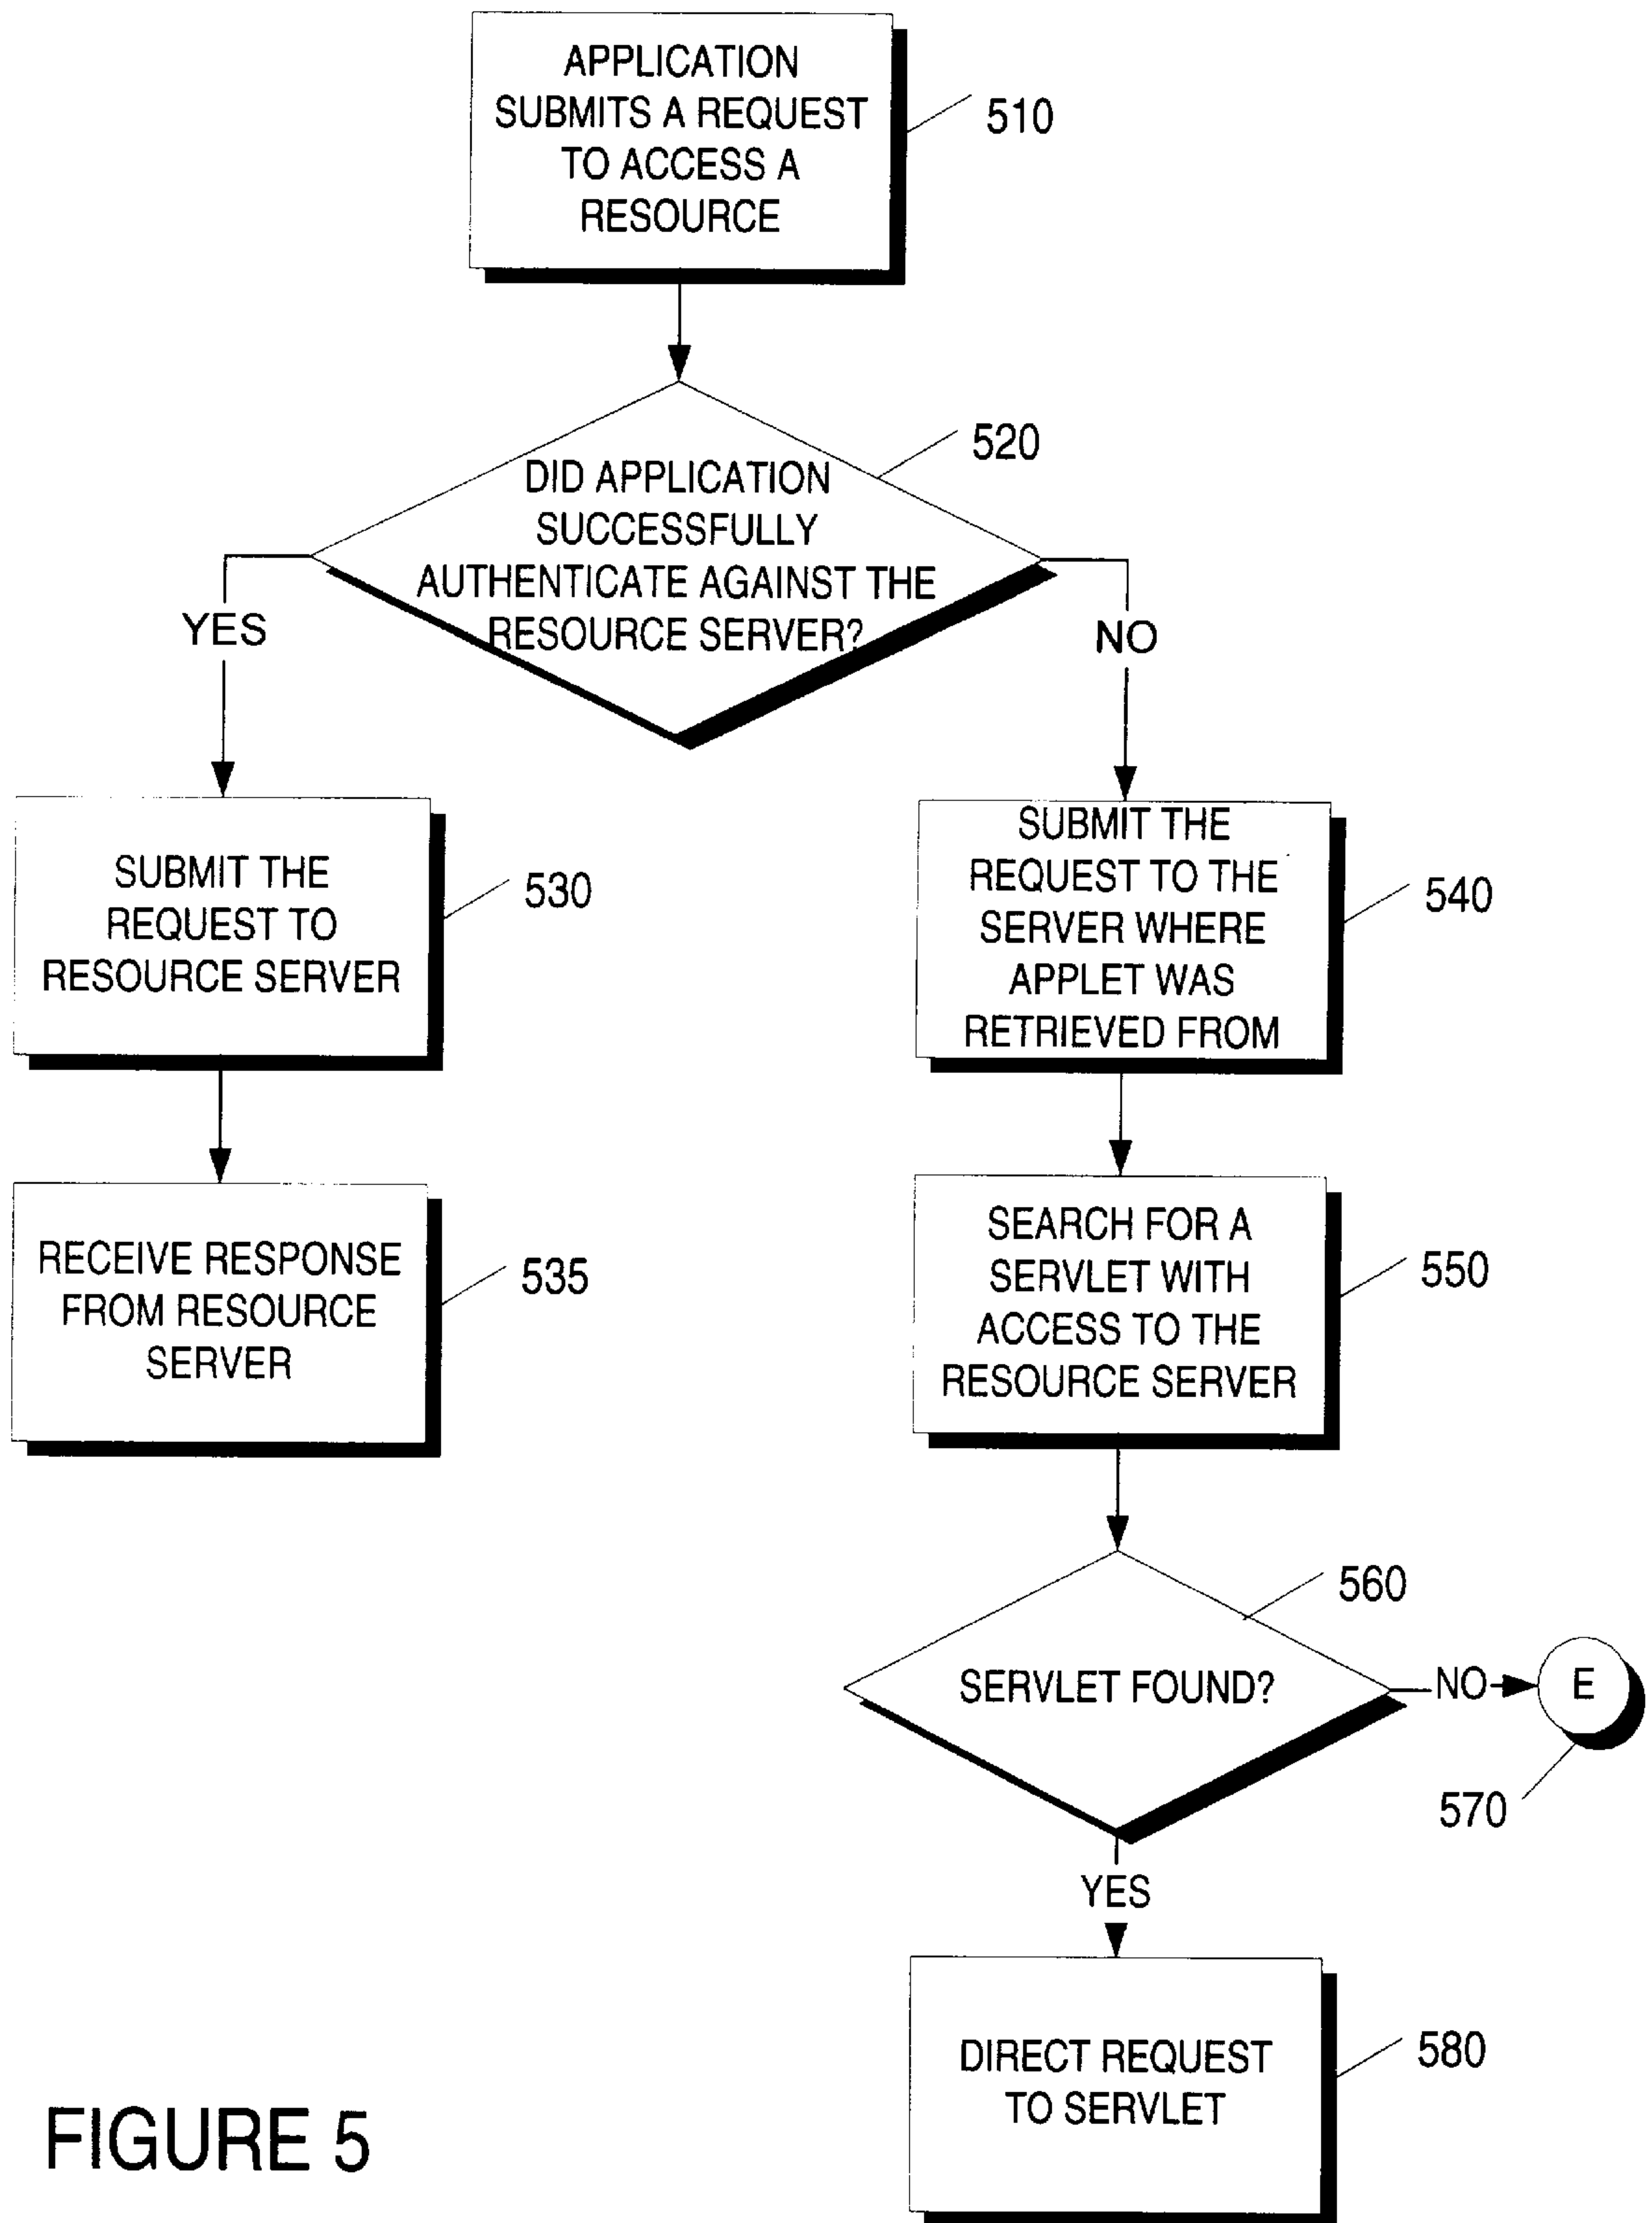 APPLICATION
SUBMITS A REQUEST
TO ACCESS A
RESOURCE
510
DID APPLICATION
SUCCESSFULLY
AUTHENTICATE AGAINST THE
RESOURCE SERVER?
520
YES
NO
SUBMIT THE
REQUEST TO
RESOURCE SERVER
530
SUBMIT THE
REQUEST TO THE
SERVER WHERE
APPLET WAS
RETRIEVED FROM
540
RECEIVE RESPONSE
FROM RESOURCE
SERVER
535
SEARCH FOR A
SERVLET WITH
ACCESS TO THE
RESOURCE SERVER
550
SERVLET FOUND?
560
NO
E
570
YES
DIRECT REQUEST
TO SERVLET
580
FIGURE 5